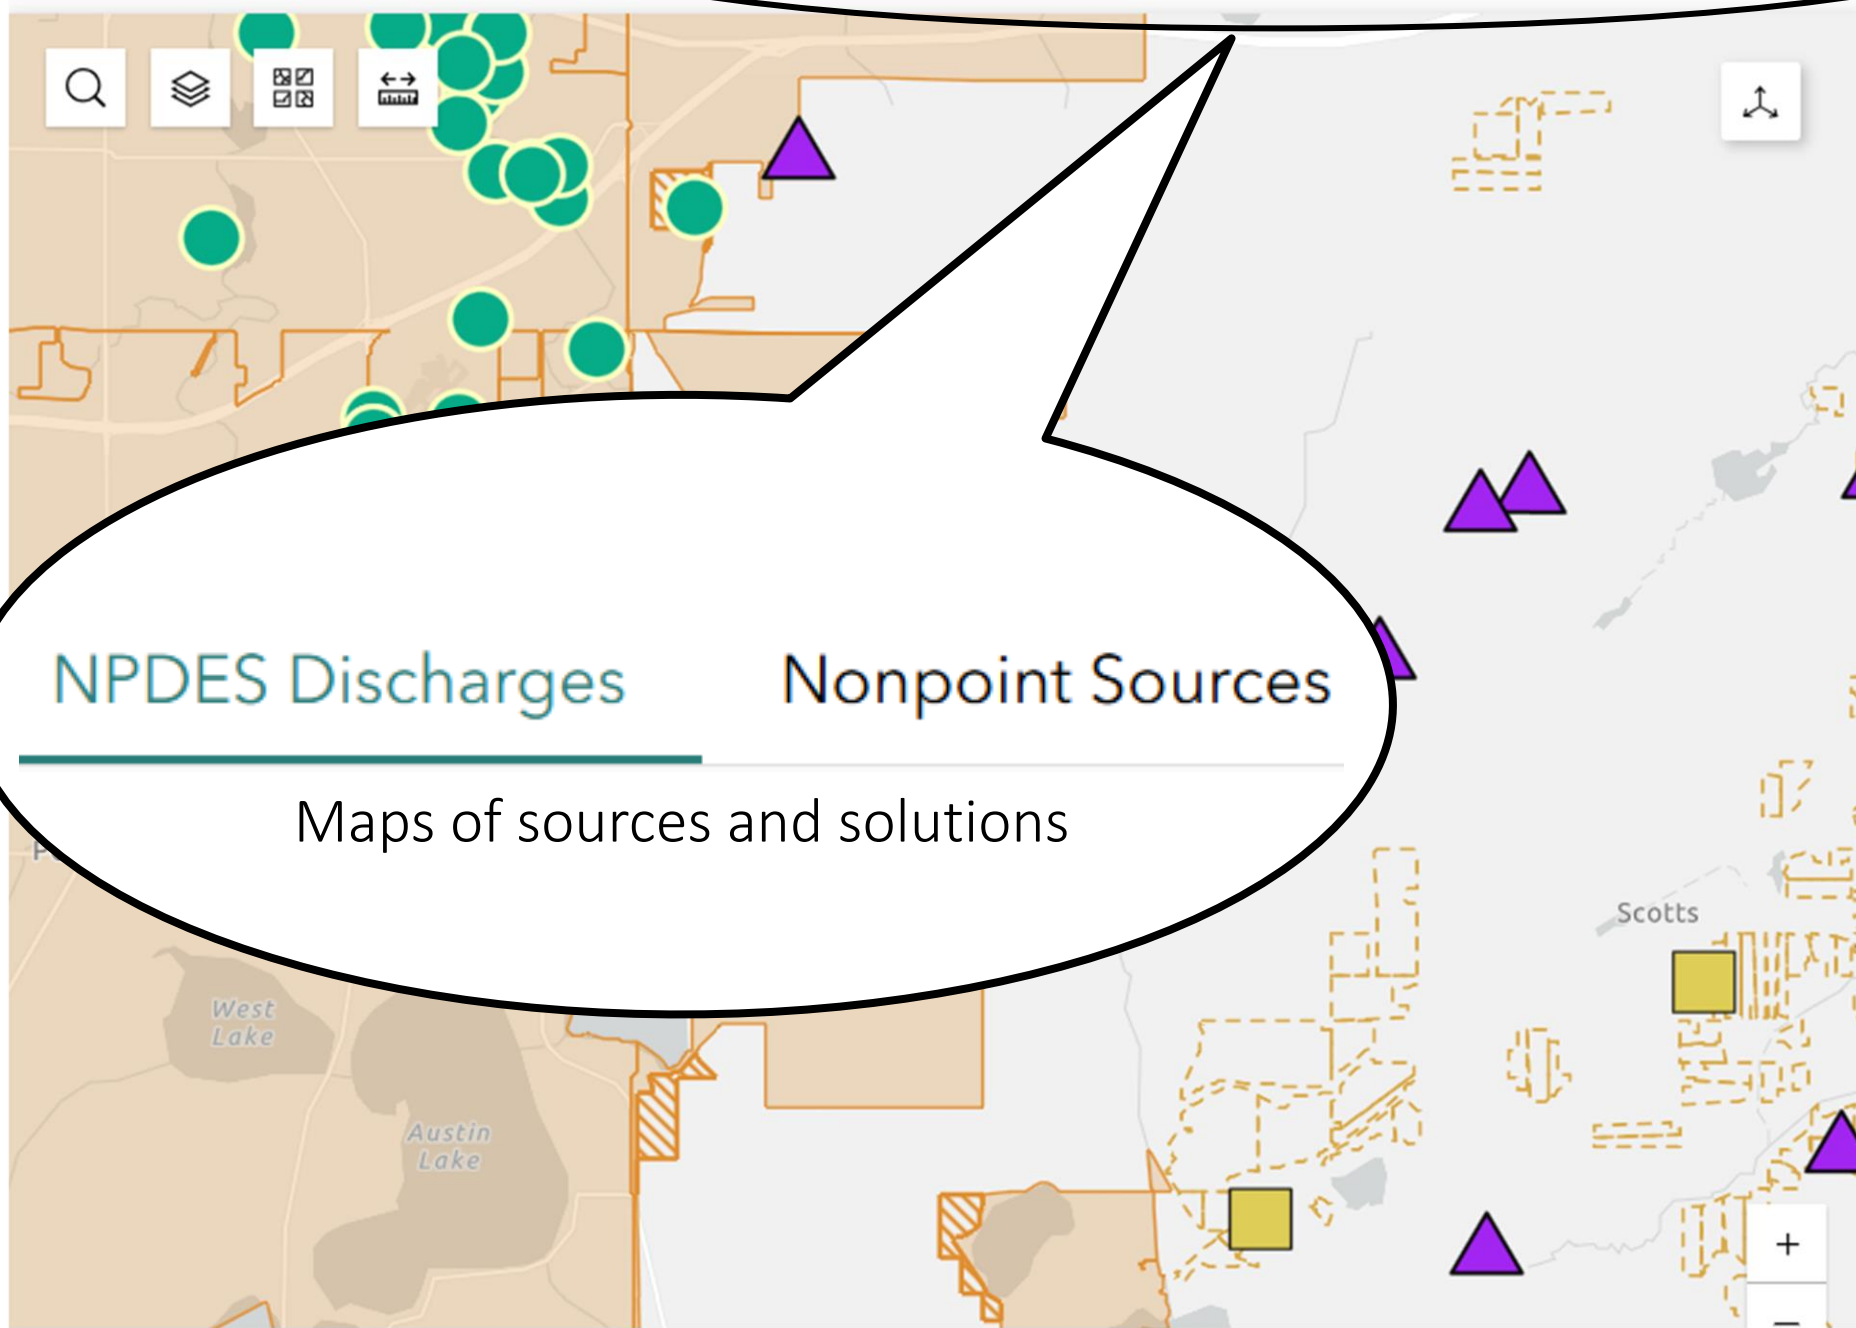 NPDES Discharges
Nonpoint Sources
Maps of sources and solutions
Scotts
West
Lake
Austin
Lake
+
−